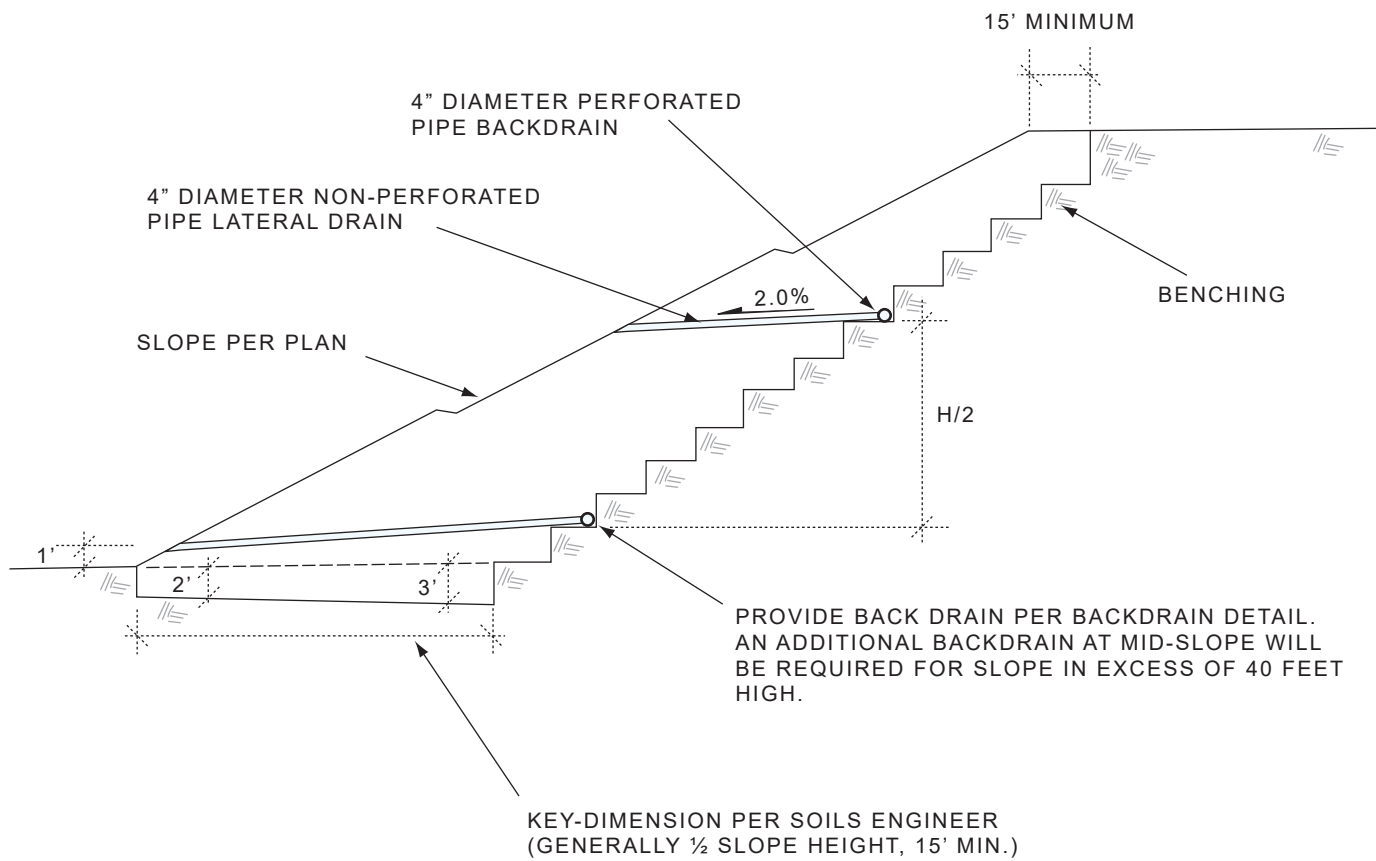 15’ MINIMUM
4” DIAMETER PERFORATED
PIPE BACKDRAIN
4” DIAMETER NON-PERFORATED
PIPE LATERAL DRAIN
2.0%
BENCHING
SLOPE PER PLAN
H/2
1’
2’
3’
PROVIDE BACK DRAIN PER BACKDRAIN DETAIL.
AN ADDITIONAL BACKDRAIN AT MID-SLOPE WILL
BE REQUIRED FOR SLOPE IN EXCESS OF 40 FEET
HIGH.
KEY-DIMENSION PER SOILS ENGINEER
(GENERALLY ½ SLOPE HEIGHT, 15’ MIN.)